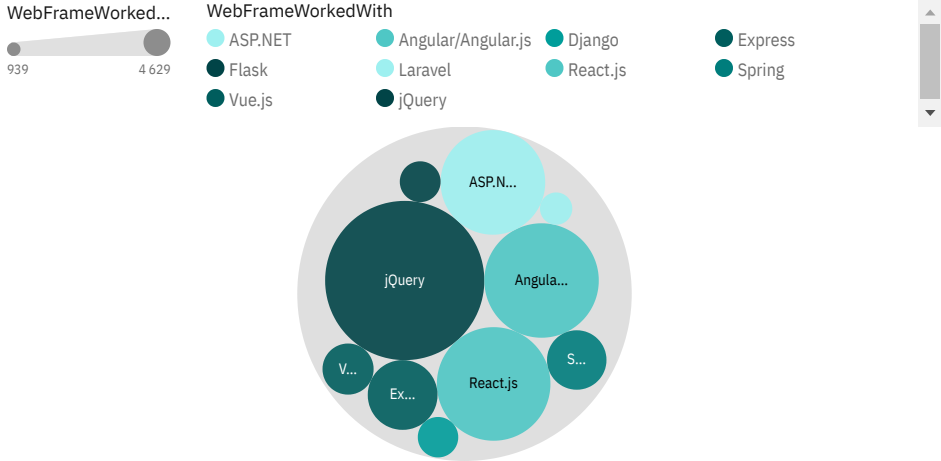 WebFrameWorked...
939 4 629
WebFrameWorkedWith
ASP.NET Angular/Angular.js Django Express
Flask Laravel React.js Spring
Vue.js jQuery
ASP.N...
jQuery
Angula...
S...
V...
React.js
Ex...